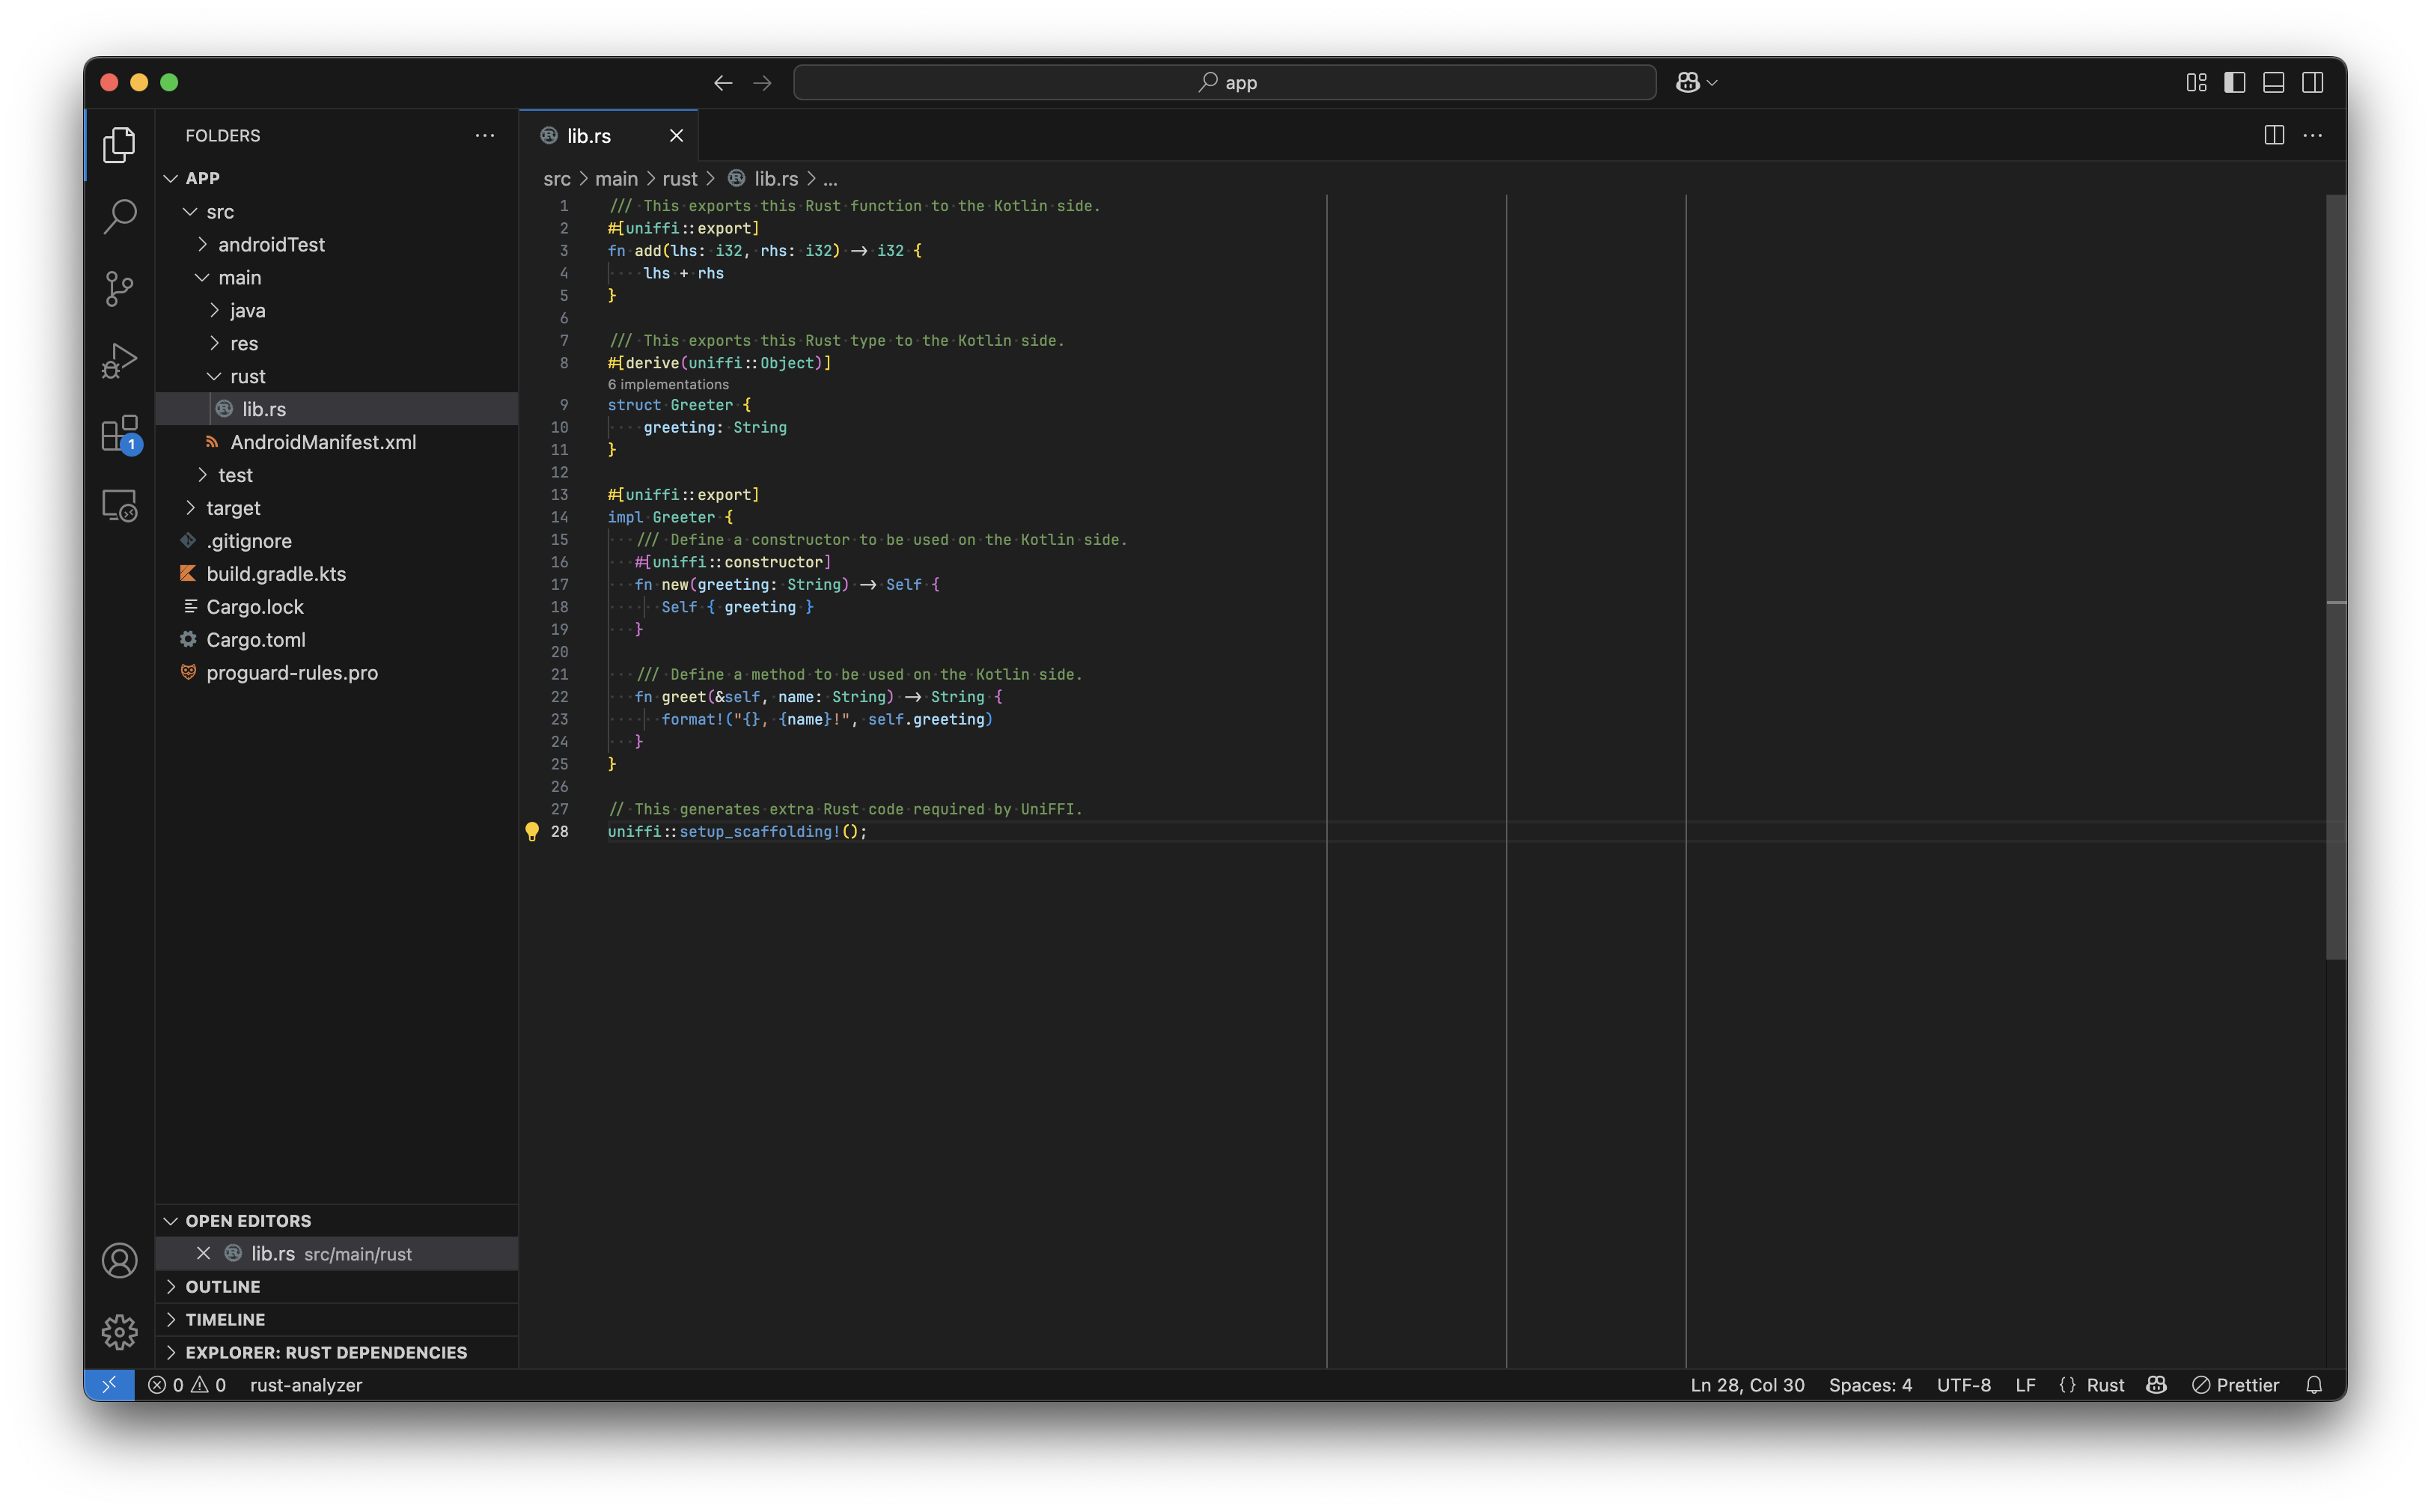 app
FOLDERS
lib.rs
APP
src > main > rust > lib.rs > ...
src
androidTest
main
java
res
rust
lib.rs
AndroidManifest.xml
test
target
.gitignore
build.gradle.kts
Cargo.lock
Cargo.toml
proguard-rules.pro
1 /// This exports this Rust function to the Kotlin side.
2 #[uniffi::export]
3 fn add(lhs: i32, rhs: i32) -> i32 {
4     lhs + rhs
5 }
6
7 /// This exports this Rust type to the Kotlin side.
8 #[derive(uniffi::Object)]
6 implementations
9 struct Greeter {
10     greeting: String
11 }
12
13 #[uniffi::export]
14 impl Greeter {
15    /// Define a constructor to be used on the Kotlin side.
16    #[uniffi::constructor]
17    fn new(greeting: String) -> Self {
18       Self { greeting }
19    }
20
21    /// Define a method to be used on the Kotlin side.
22    fn greet(&self, name: String) -> String {
23       format!("{}, {name}!", self.greeting)
24    }
25 }
26
27 // This generates extra Rust code required by UniFFI.
28 uniffi::setup_scaffolding!();
1
OPEN EDITORS
lib.rs src/main/rust
OUTLINE
TIMELINE
EXPLORER: RUST DEPENDENCIES
0 0 rust-analyzer
Ln 28, Col 30 Spaces: 4 UTF-8 LF {} Rust Prettier